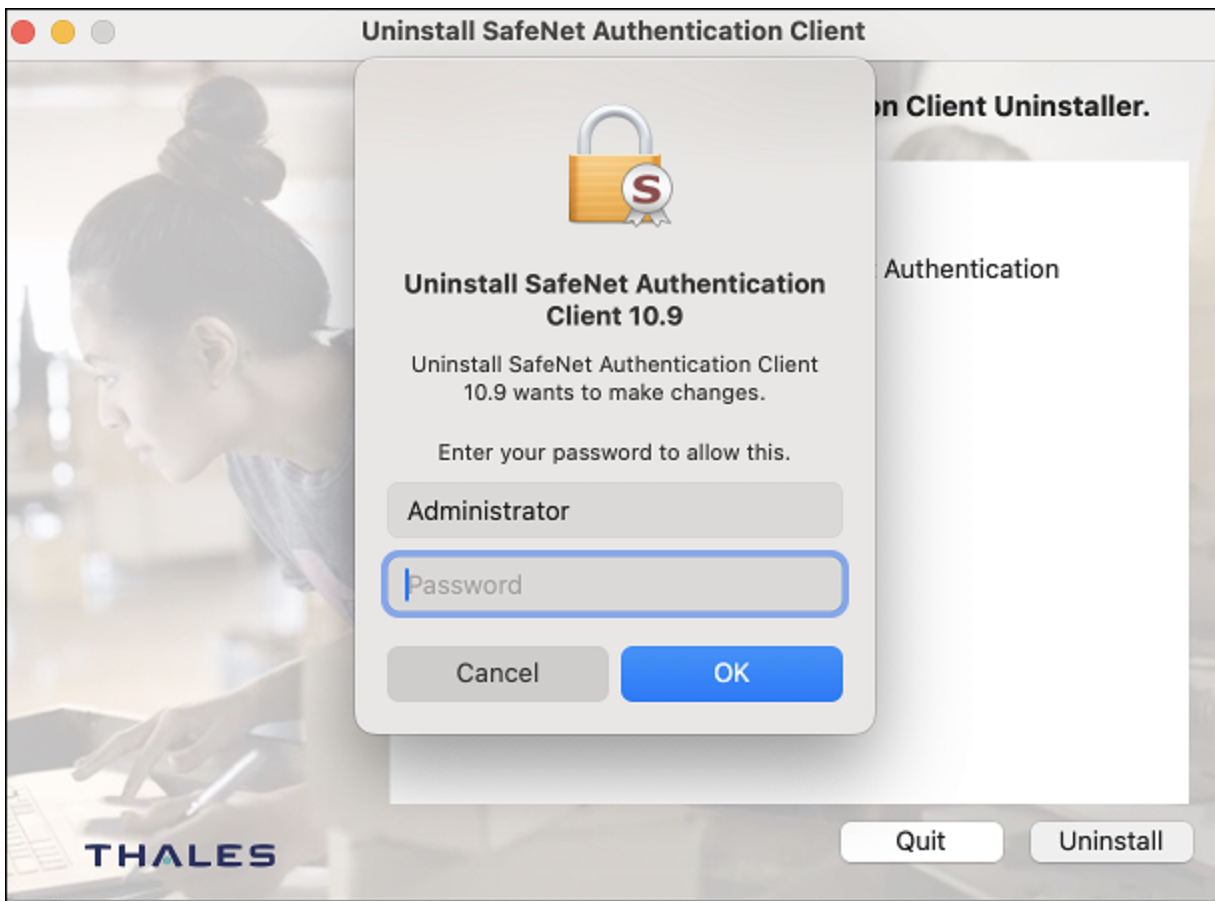 Uninstall SafeNet Authentication Client
on Client Uninstaller.
S
Uninstall SafeNet Authentication
Client 10.9
Uninstall SafeNet Authentication Client
10.9 wants to make changes.
Enter your password to allow this.
Administrator
Password
Cancel
OK
Authentication
THALES
Quit
Uninstall